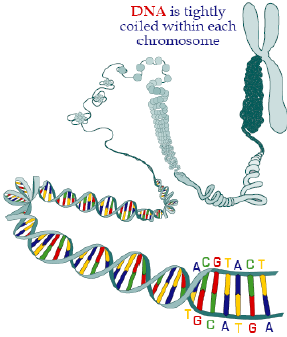 DNA is tightly
coiled within each
chromosome
ACGTACT
TGCATGA